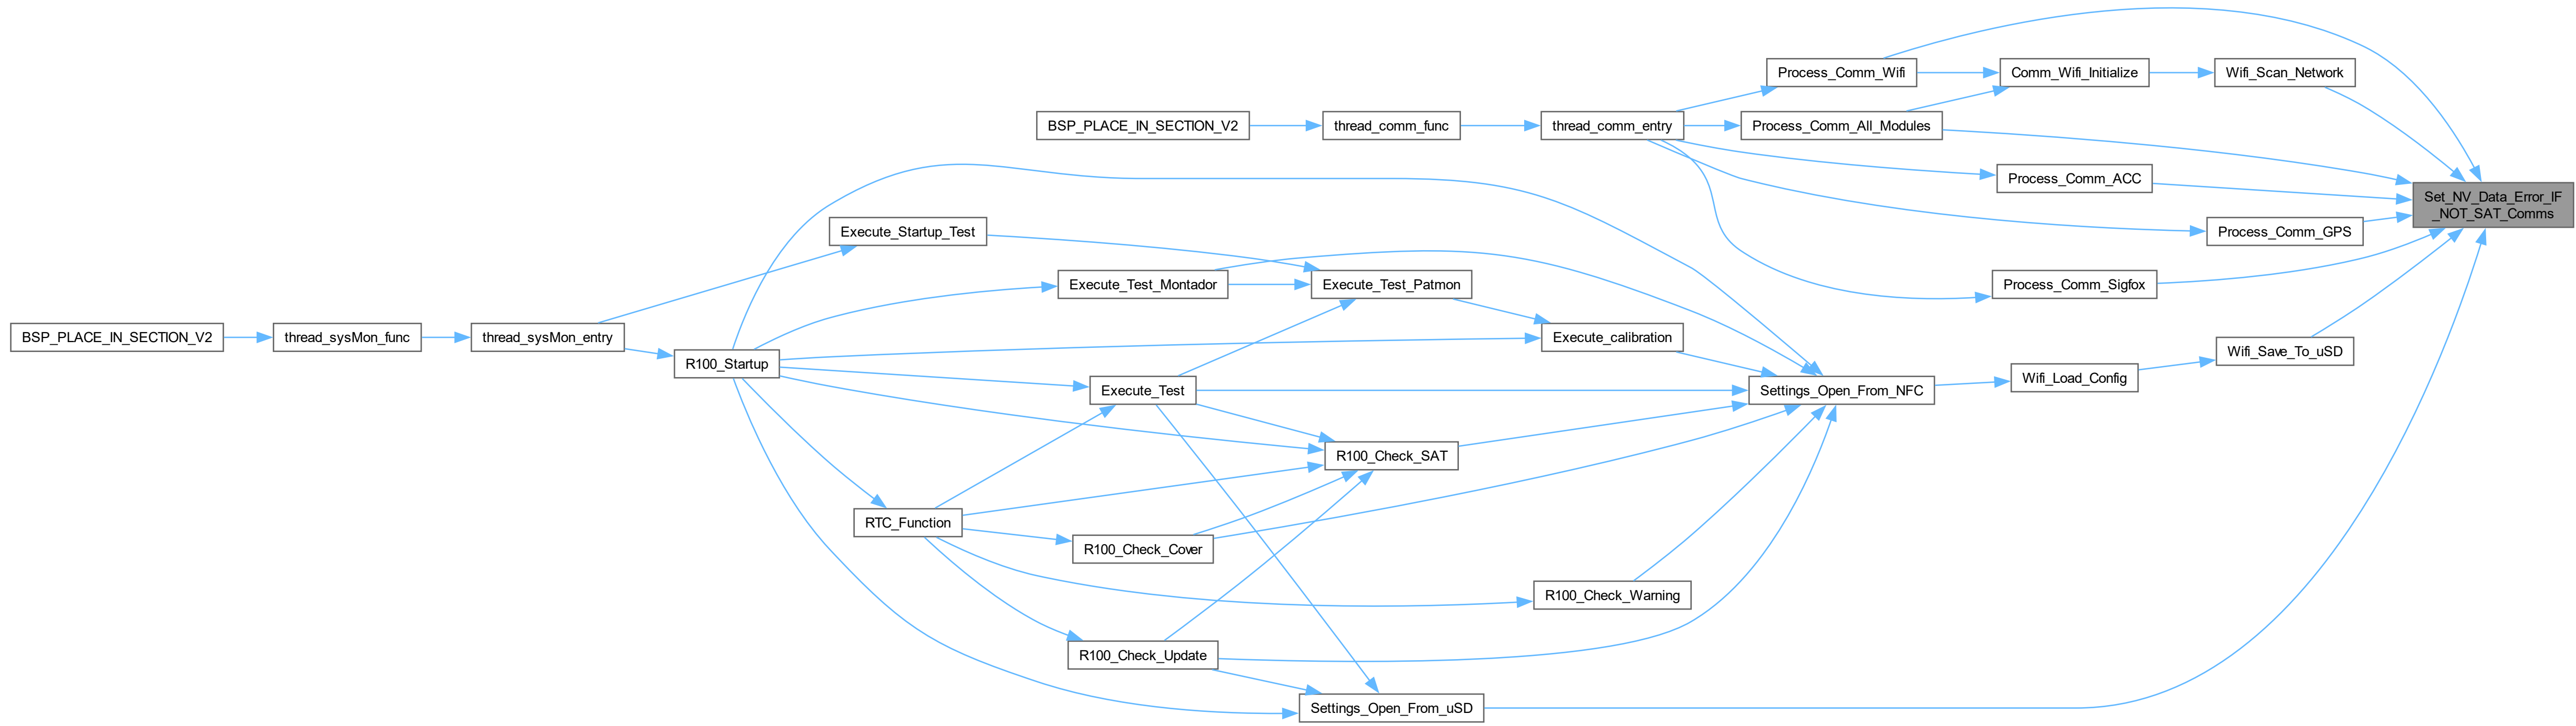 Process_Comm_Wifi
Comm_Wifi_Initialize
Wifi_Scan_Network
BSP_PLACE_IN_SECTION_V2
thread_comm_func
thread_comm_entry
Process_Comm_All_Modules
Process_Comm_ACC
Set_NV_Data_Error_IF
_NOT_SAT_Comms
Execute_Startup_Test
Process_Comm_GPS
Execute_Test_Montador
Execute_Test_Patmon
Process_Comm_Sigfox
BSP_PLACE_IN_SECTION_V2
thread_sysMon_func
thread_sysMon_entry
Execute_calibration
Wifi_Save_To_uSD
R100_Startup
Execute_Test
Settings_Open_From_NFC
Wifi_Load_Config
R100_Check_SAT
RTC_Function
R100_Check_Cover
R100_Check_Warning
R100_Check_Update
Settings_Open_From_uSD